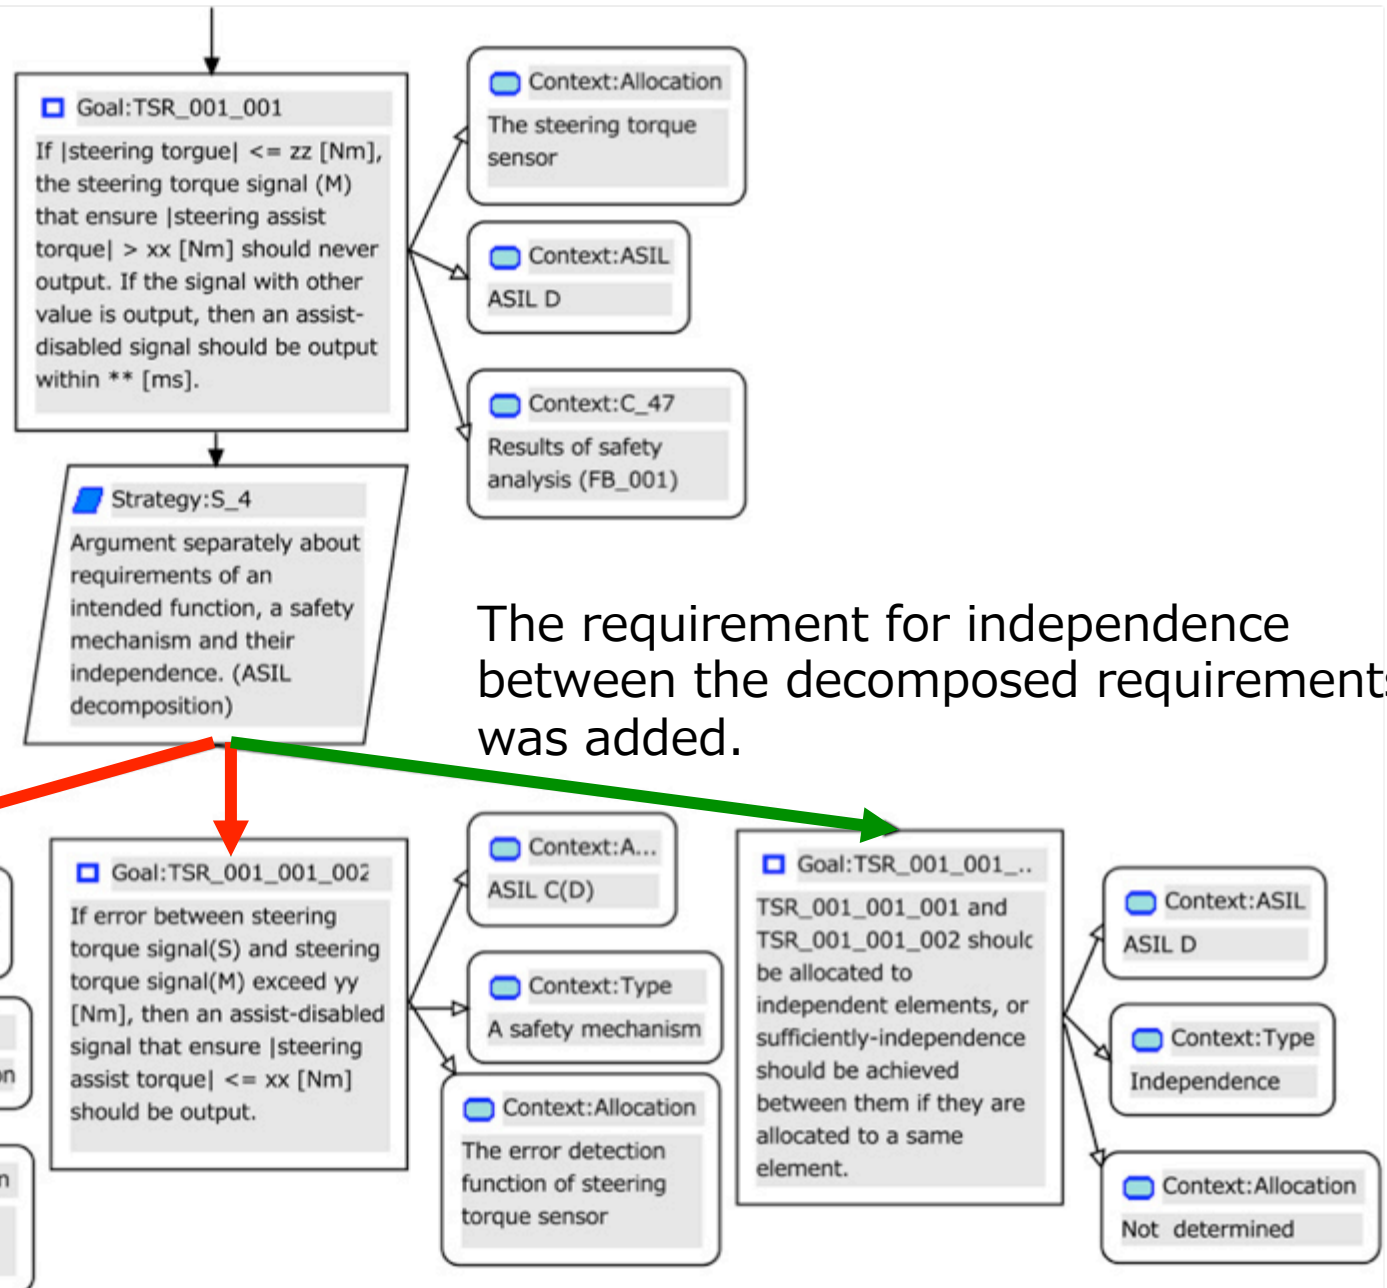 Goal:TSR_001_001
If |steering torgue| <= zz [Nm],
the steering torque signal (M)
that ensure |steering assist
torque| > xx [Nm] should never
output. If the signal with other
value is output, then an assist-
disabled signal should be output
within ** [ms].
Context:Allocation
The steering torque
sensor
Context:ASIL
ASIL D
Context:C_47
Results of safety
analysis (FB_001)
Strategy:S_4
Argument separately about
requirements of an
intended function, a safety
mechanism and their
independence. (ASIL
decomposition)
The requirement for independence
between the decomposed requirements
was added.
Goal:TSR_001_001_002
If error between steering
torque signal(S) and steering
torque signal(M) exceed yy
[Nm], then an assist-disabled
signal that ensure |steering
assist torque| <= xx [Nm]
should be output.
Context:A...
ASIL C(D)
Context:Type
A safety mechanism
Context:Allocation
The error detection
function of steering
torque sensor
Goal:TSR_001_001_..
TSR_001_001_001 and
TSR_001_001_002 should
be allocated to
independent elements, or
sufficiently-independence
should be achieved
between them if they are
allocated to a same
element.
Context:ASIL
ASIL D
Context:Type
Independence
Context:Allocation
Not determined